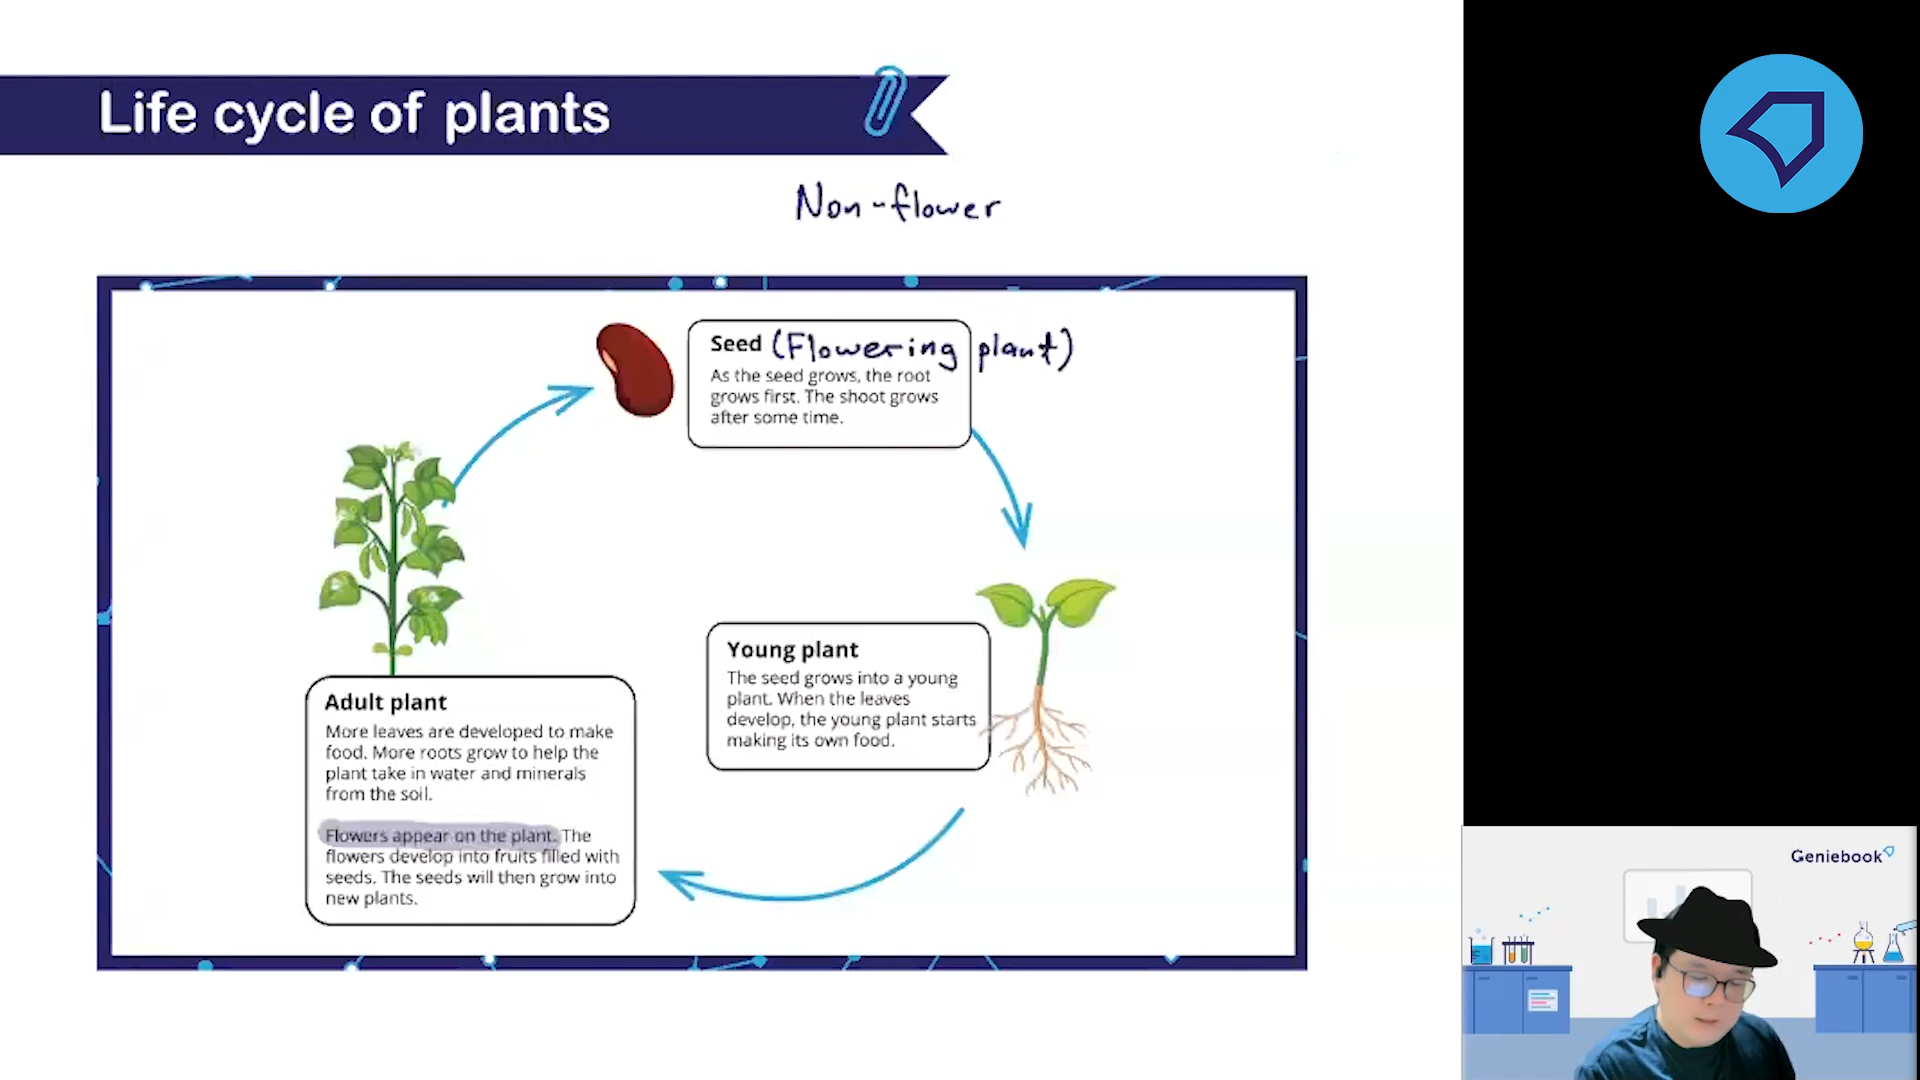 Life cycle of plants
Non-flower
Seed (Flowering plant)
As the seed grows, the root
grows first. The shoot grows
after some time.
Young plant
The seed grows into a young
plant. When the leaves
develop, the young plant starts
making its own food.
Adult plant
More leaves are developed to make
food. More roots grow to help the
plant take in water and minerals
from the soil.
Flowers appear on the plant. The
flowers develop into fruits filled with
seeds. The seeds will then grow into
new plants.
Geniebook